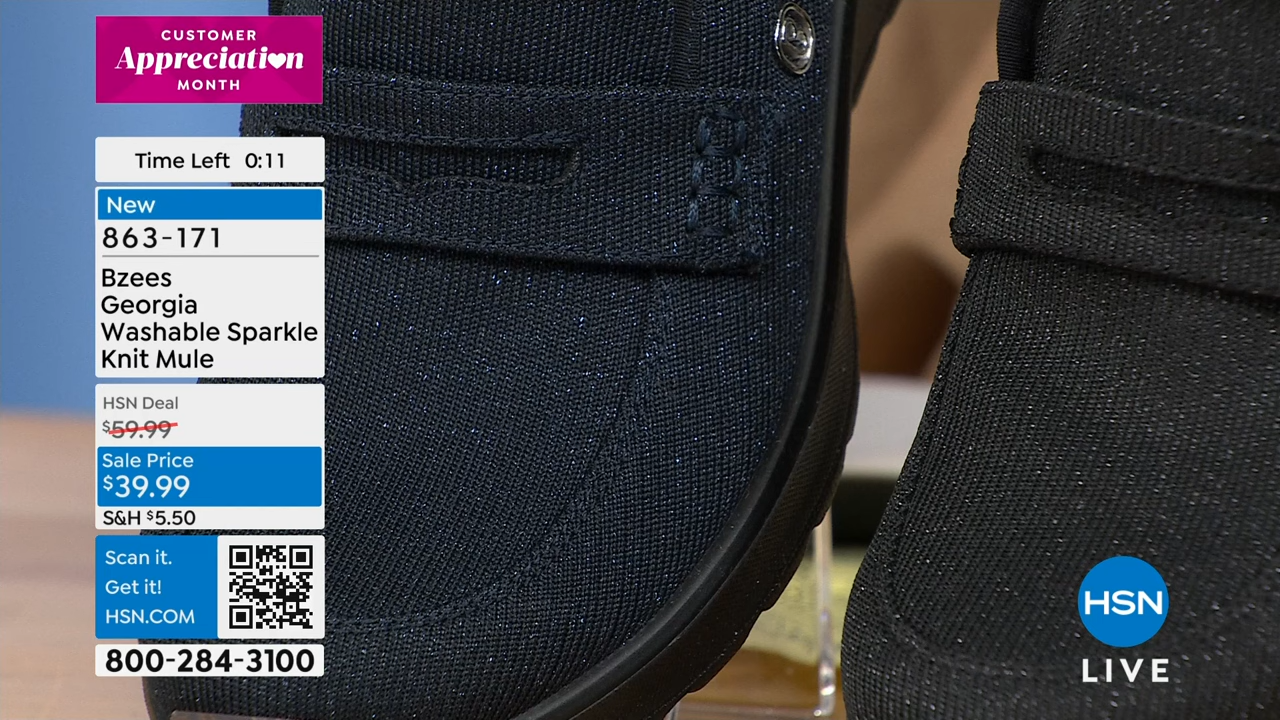 CUSTOMER
Appreciation
MONTH
Time Left 0:11
New
863-171
Bzees
Georgia
Washable Sparkle
Knit Mule
HSN Deal
$59.99
Sale Price
$39.99
S&H $5.50
Scan it.
Get it!
HSN.COM
800-284-3100
HSN
LIVE